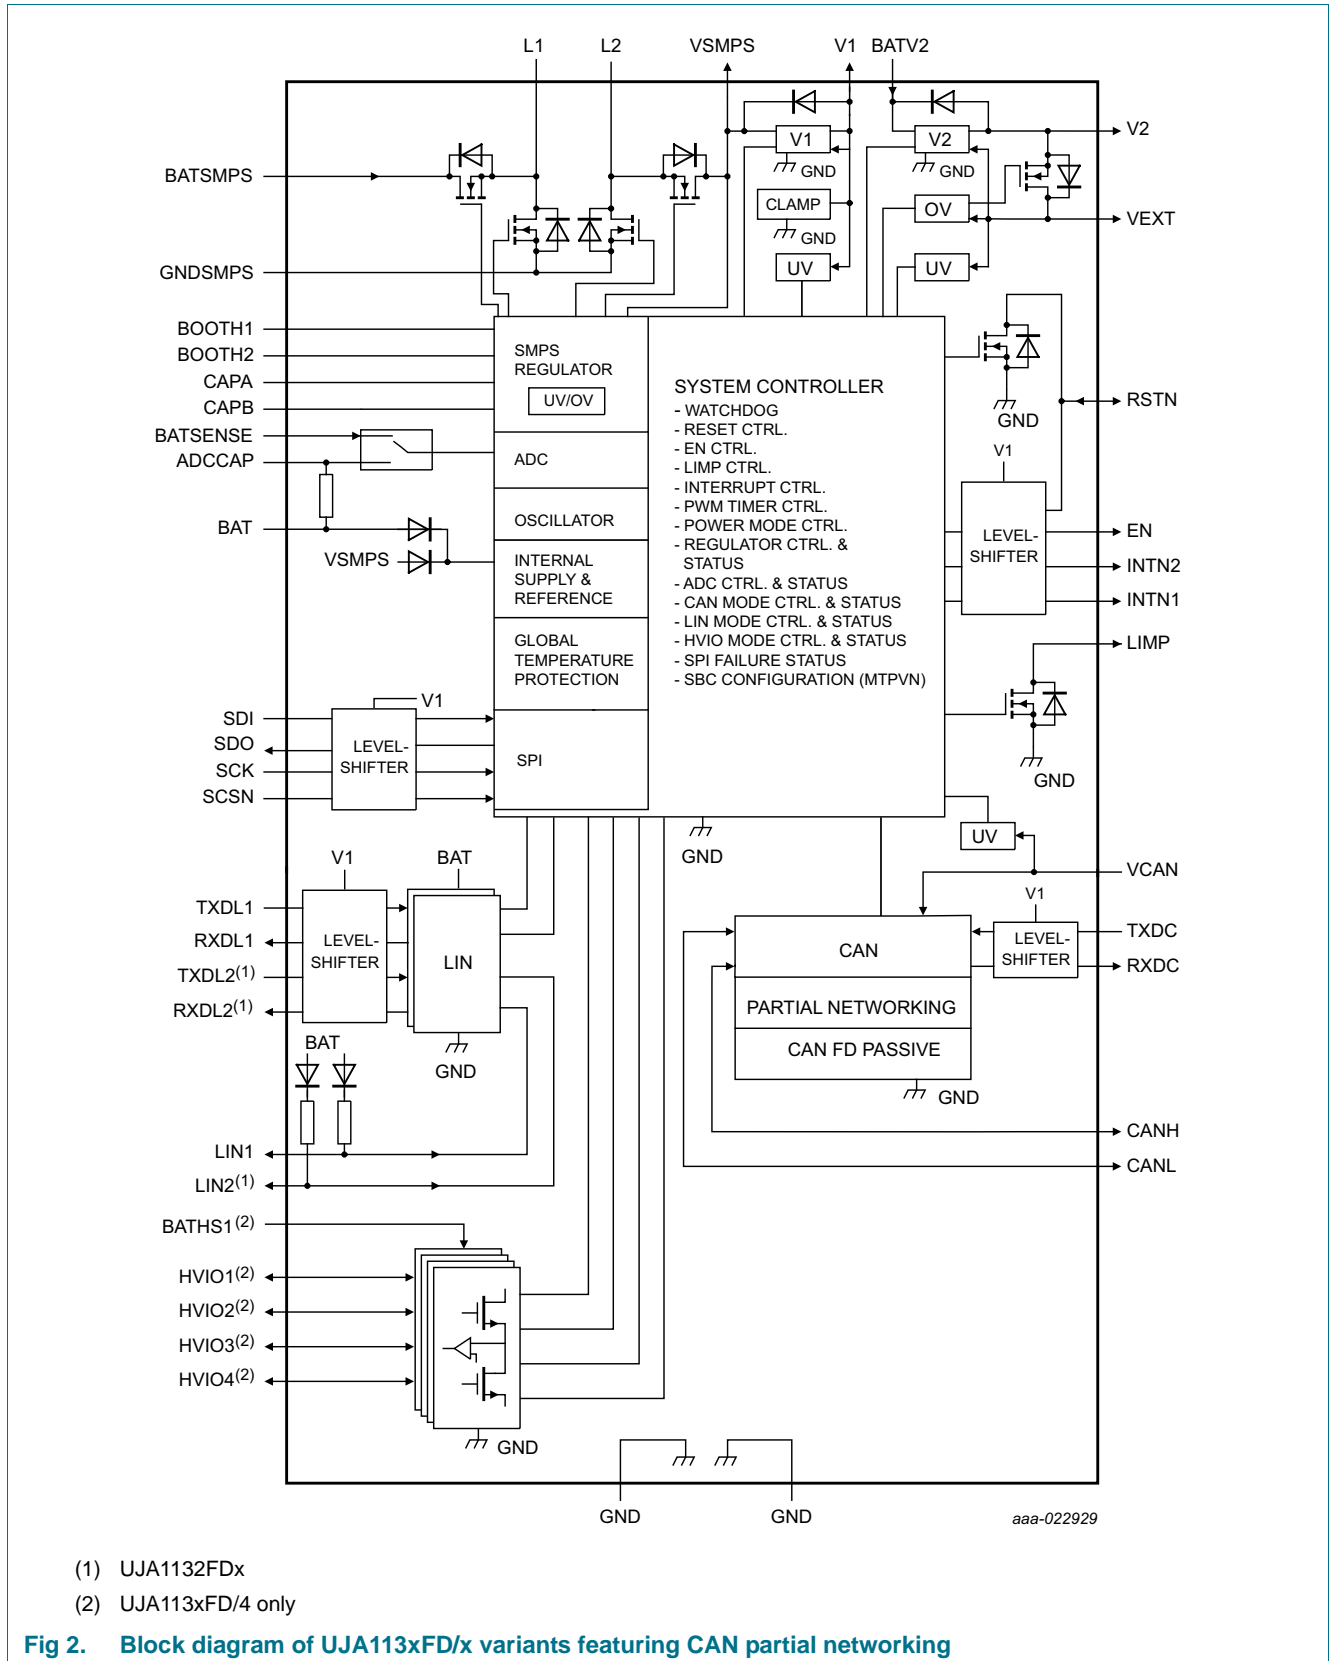 L1 L2 VSMPS V1 BATV2
V2
V1 V2
BATSMPS
GND GND
CLAMP
OV
VEXT
GND
GNDSMPS
UV UV
BOOTH1
BOOTH2
CAPA
CAPB
BATSENSE
ADCCAP
BAT
VSMPS
SMPS
REGULATOR
UV/OV
ADC
OSCILLATOR
INTERNAL
SUPPLY &
REFERENCE
GLOBAL
TEMPERATURE
PROTECTION
SPI
SYSTEM CONTROLLER
- WATCHDOG
- RESET CTRL.
- EN CTRL.
- LIMP CTRL.
- INTERRUPT CTRL.
- PWM TIMER CTRL.
- POWER MODE CTRL.
- REGULATOR CTRL. &
STATUS
- ADC CTRL. & STATUS
- CAN MODE CTRL. & STATUS
- LIN MODE CTRL. & STATUS
- HVIO MODE CTRL. & STATUS
- SPI FAILURE STATUS
- SBC CONFIGURATION (MTPVN)
GND
RSTN
V1
LEVEL-
SHIFTER
EN
INTN2
INTN1
LIMP
GND
V1
SDI
SDO
SCK
SCSN
LEVEL-
SHIFTER
GND
UV
VCAN
V1 BAT
TXDL1
RXDL1
TXDL2(1)
RXDL2(1)
LEVEL-
SHIFTER
LIN
GND
V1
TXDC
RXDC
LEVEL-
SHIFTER
CAN
PARTIAL NETWORKING
CAN FD PASSIVE
GND
BAT
LIN1
LIN2(1)
CANH
CANL
BATHS1(2)
HVIO1(2)
HVIO2(2)
HVIO3(2)
HVIO4(2)
GND
GND GND
aaa-022929
(1) UJA1132FDx
(2) UJA113xFD/4 only
Fig 2. Block diagram of UJA113xFD/x variants featuring CAN partial networking